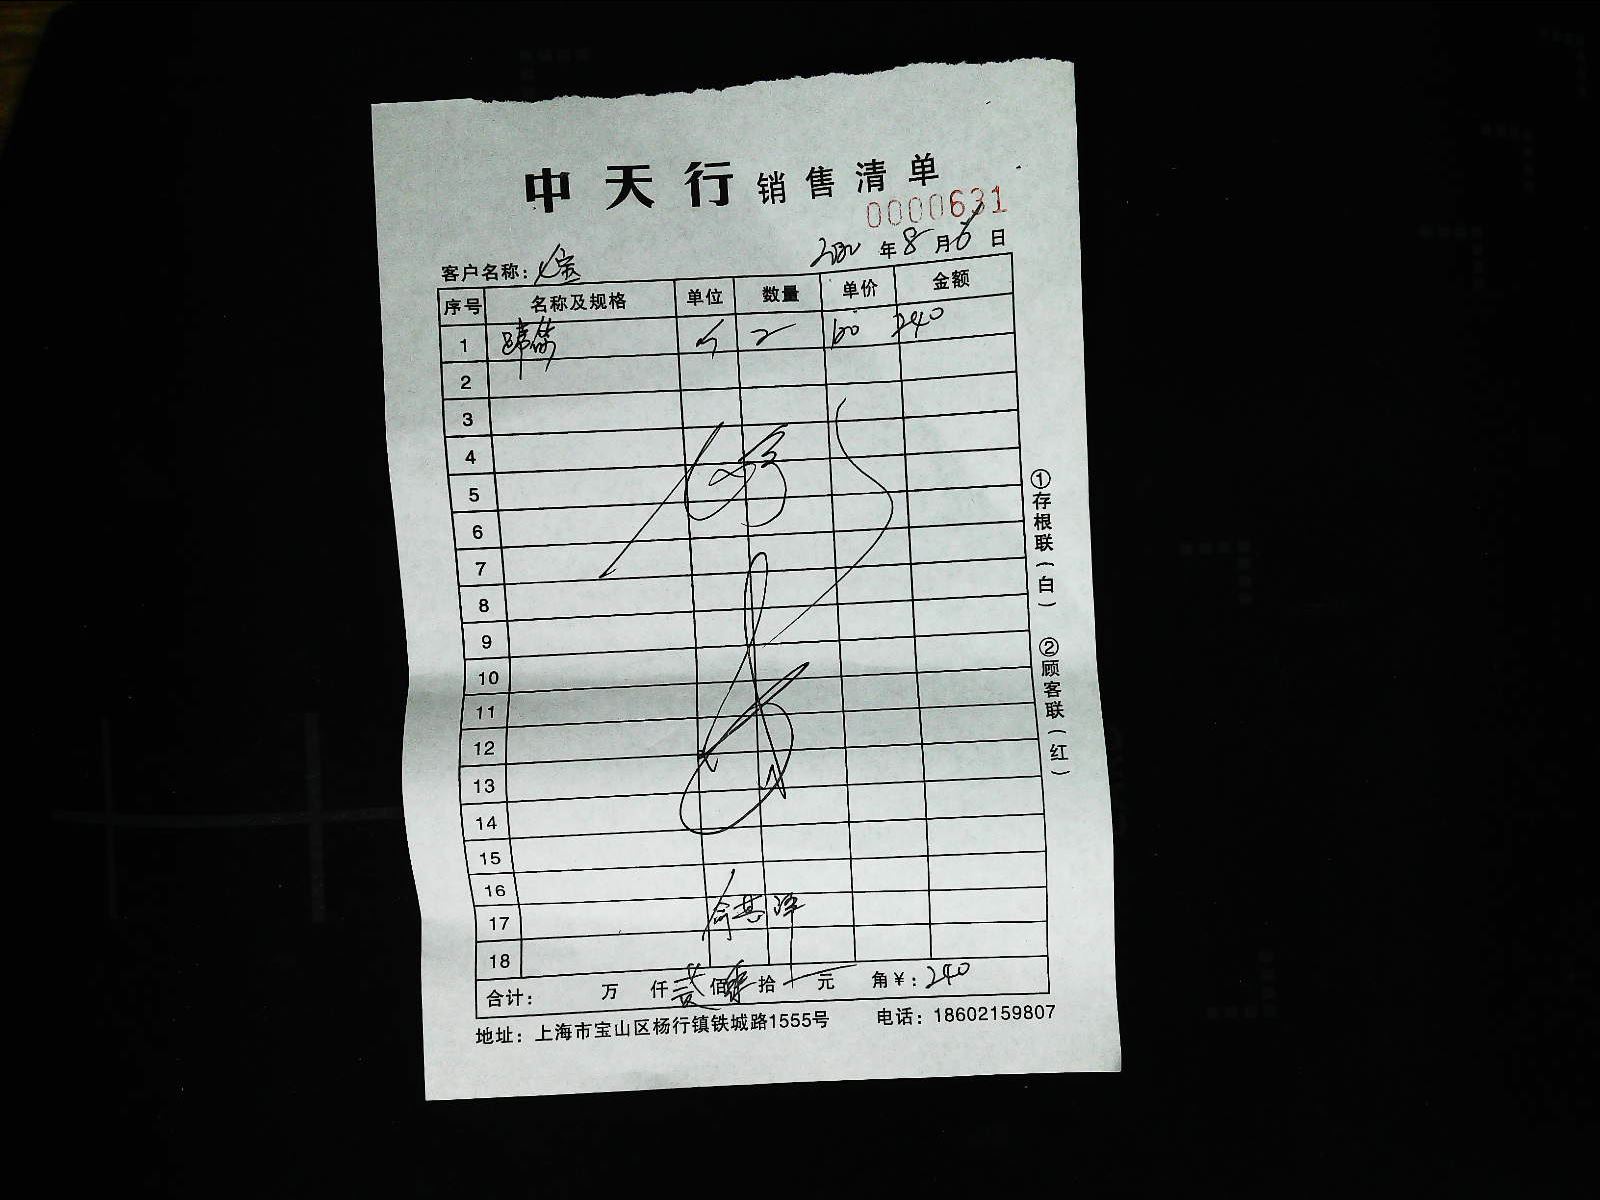 中天行销售清单
0000631
年8月6日
客户名称：
序号 名称及规格 单位 数量 单价 金额
1 个 2 120 240
2
3
4
5
6
7
8
9
10
11
12
13
14
15
16
17
18
合计： 万 仟贰佰肆拾 元 角￥：240
地址：上海市宝山区杨行镇铁城路1555号 电话：18602159807
①存根联（白） ②顾客联（红）